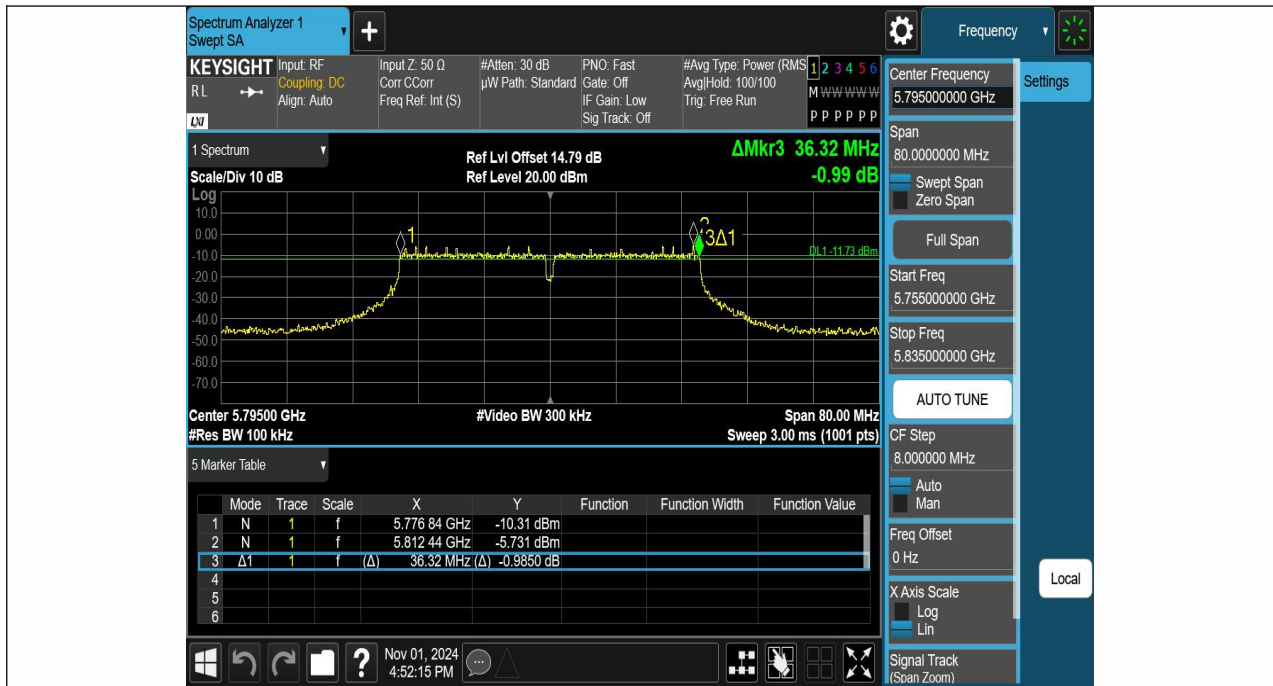 Spectrum Analyzer 1
Swept SA
+
Frequency
KEYSIGHT
RL
LXI
Input: RF
Coupling: DC
Align: Auto
Input Z: 50 Ω
Corr CCorr
Freq Ref: Int (S)
#Atten: 30 dB
µW Path: Standard
PNO: Fast
Gate: Off
IF Gain: Low
Sig Track: Off
#Avg Type: Power (RMS
Avg|Hold: 100/100
Trig: Free Run
1 2 3 4 5 6
M W W W W W
P P P P P P
1 Spectrum
Scale/Div 10 dB
Ref Lvl Offset 14.79 dB
Ref Level 20.00 dBm
ΔMkr3 36.32 MHz
-0.99 dB
Log
10.0
0.00
-10.0
-20.0
-30.0
-40.0
-50.0
-60.0
-70.0
1
3Δ1
DL1 -11.73 dBm
Center 5.79500 GHz
#Res BW 100 kHz
#Video BW 300 kHz
Span 80.00 MHz
Sweep 3.00 ms (1001 pts)
5 Marker Table
Mode Trace Scale X Y Function Function Width Function Value
1 N 1 f 5.776 84 GHz -10.31 dBm
2 N 1 f 5.812 44 GHz -5.731 dBm
3 Δ1 1 f (Δ) 36.32 MHz (Δ) -0.9850 dB
4
5
6
Nov 01, 2024
4:52:15 PM
Center Frequency
5.795000000 GHz
Span
80.0000000 MHz
Swept Span
Zero Span
Full Span
Start Freq
5.755000000 GHz
Stop Freq
5.835000000 GHz
AUTO TUNE
CF Step
8.000000 MHz
Auto
Man
Freq Offset
0 Hz
X Axis Scale
Log
Lin
Signal Track
(Span Zoom)
Settings
Local